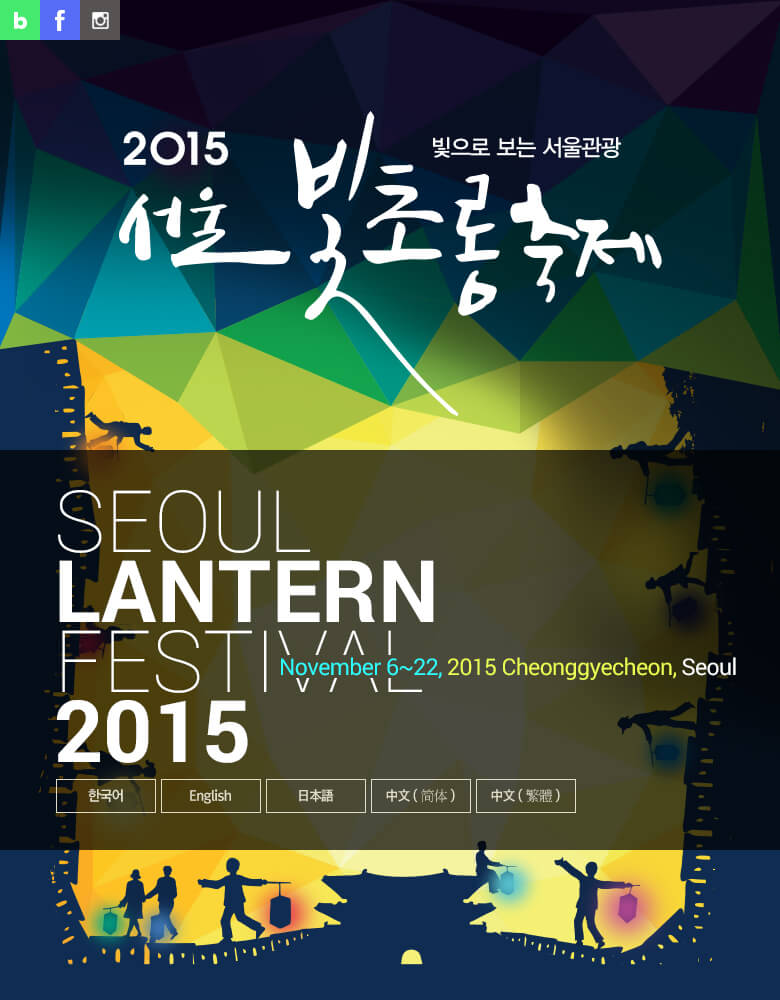 b f
2015
빛으로 보는 서울관광
서울 빛초롱축제
SEOUL
LANTERN
FESTIVAL
November 6~22, 2015 Cheonggyecheon, Seoul
2015
한국어 English 日本語 中文 ( 简体 ) 中文 ( 繁體 )